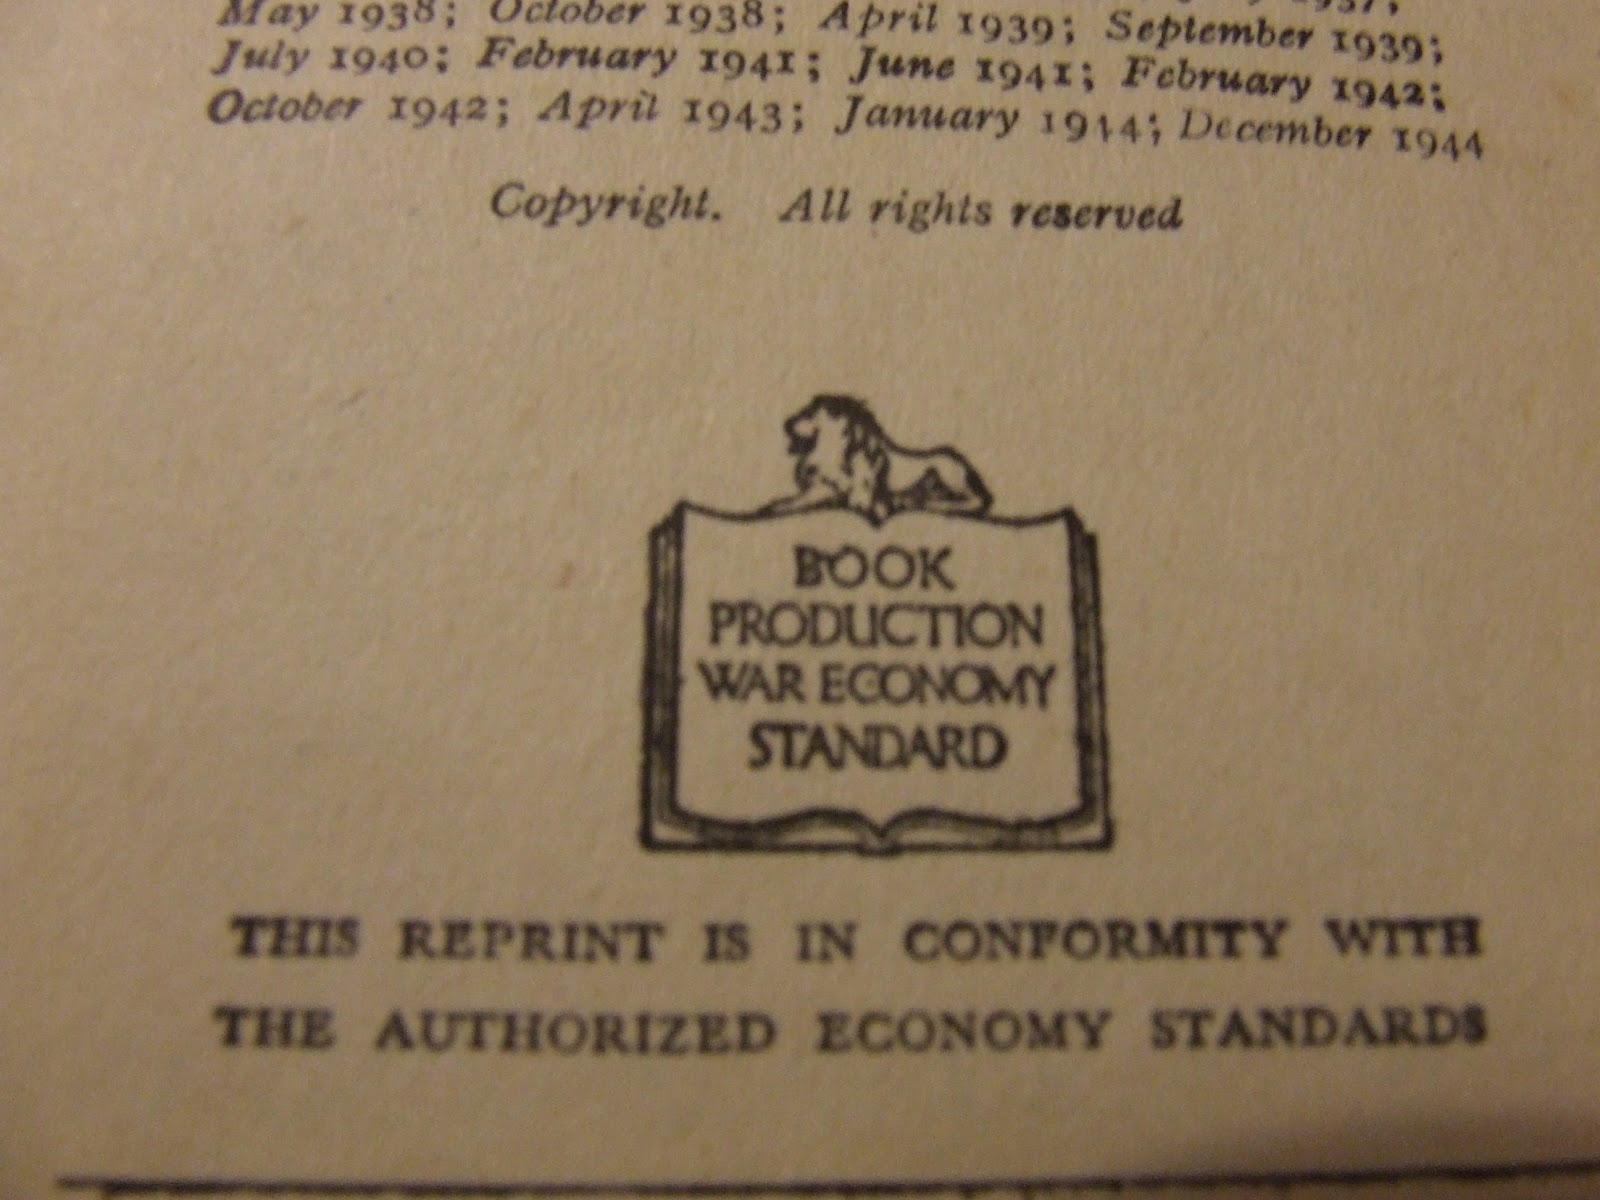 1937;
May 1938; October 1938; April 1939; September 1939;
July 1940; February 1941; June 1941; February 1942;
October 1942; April 1943; January 1944; December 1944
Copyright. All rights reserved
BOOK
PRODUCTION
WAR ECONOMY
STANDARD
THIS REPRINT IS IN CONFORMITY WITH
THE AUTHORIZED ECONOMY STANDARDS